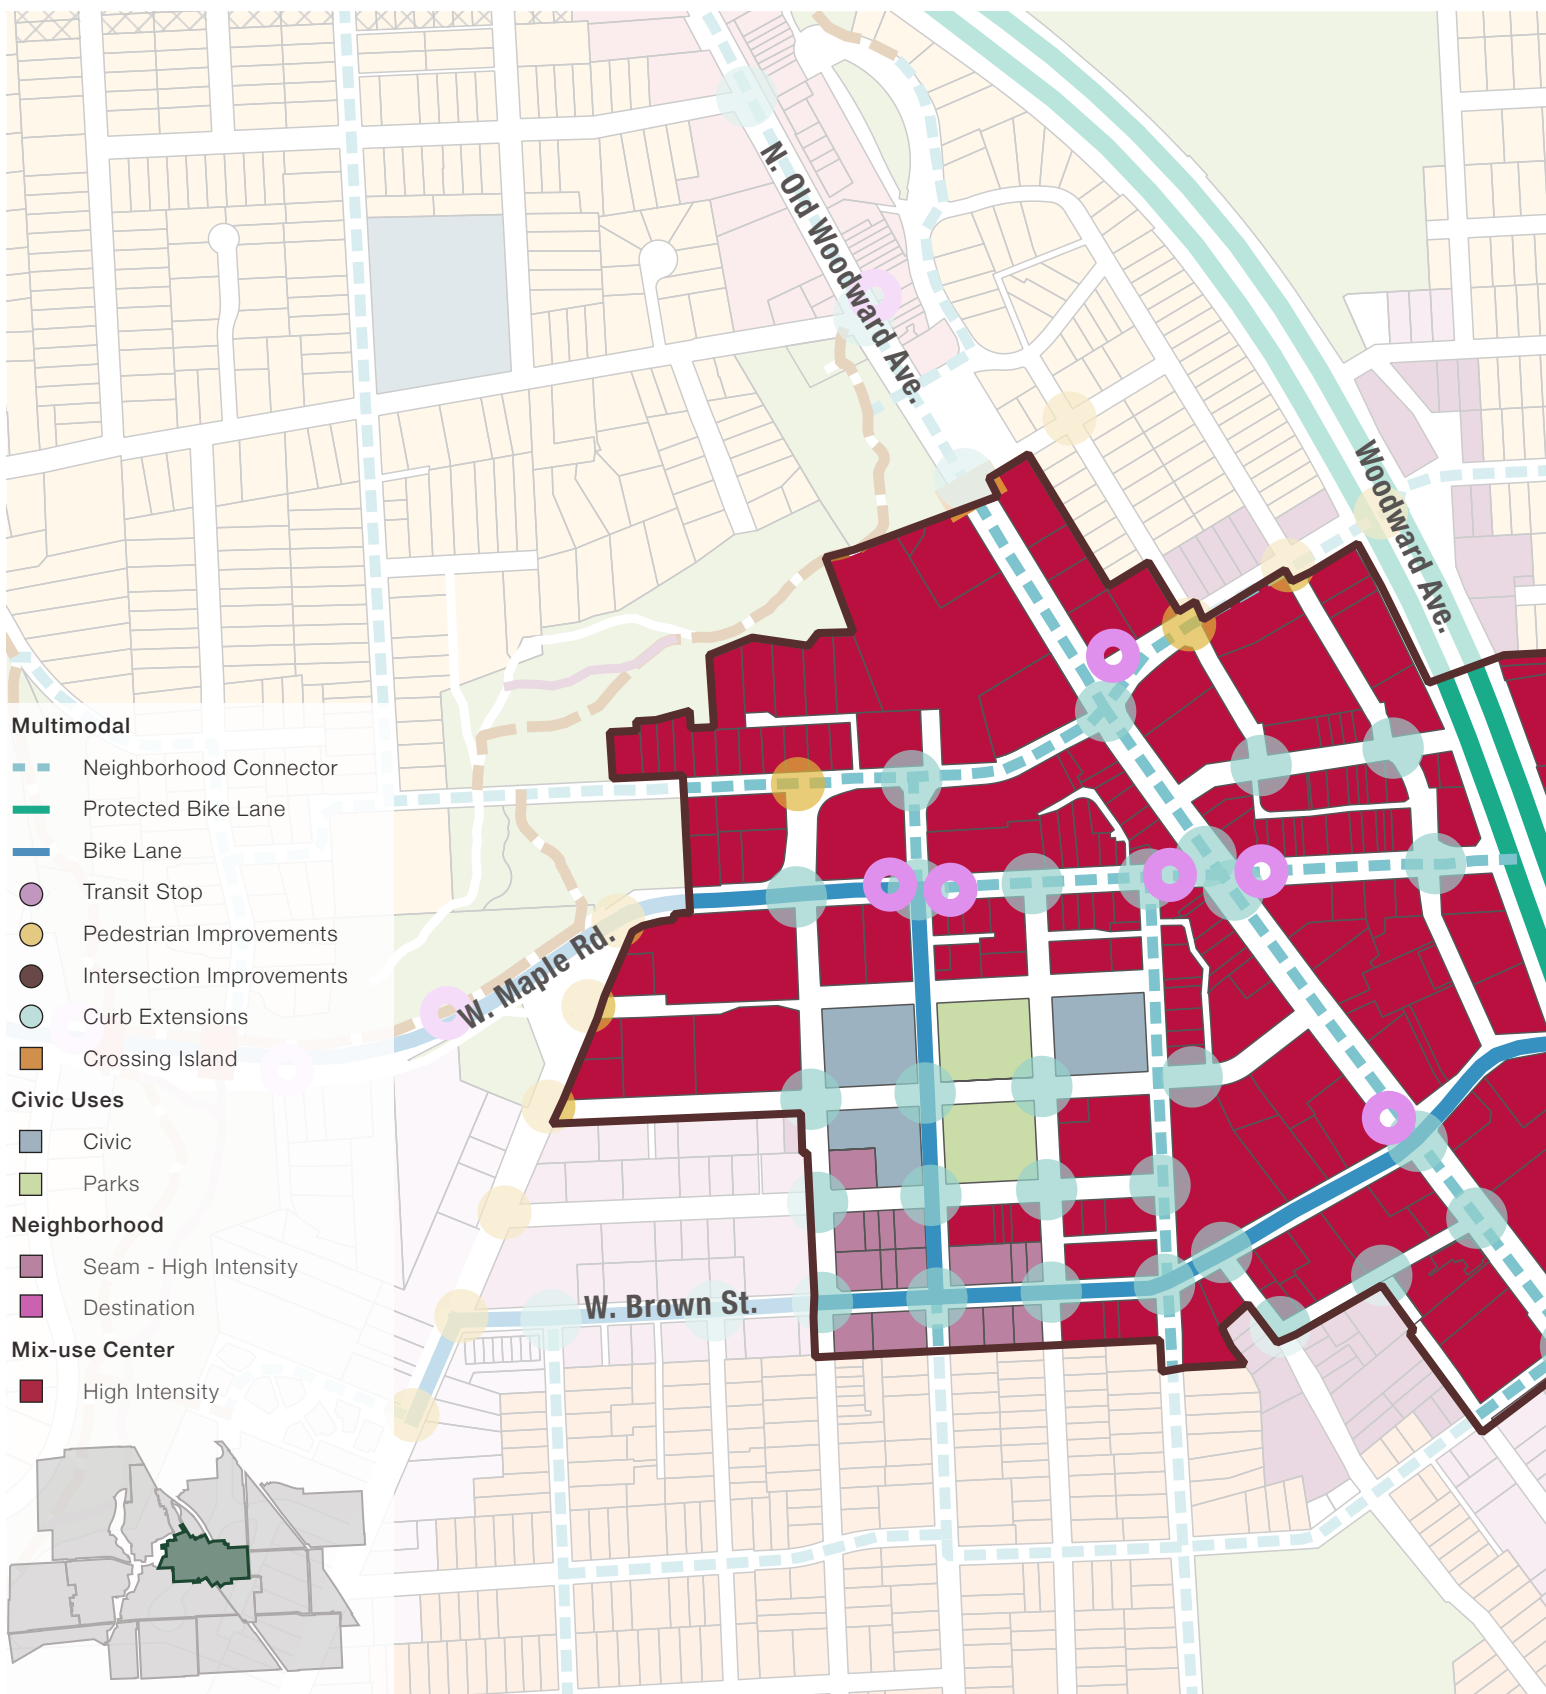 N. Old Woodward Ave.
Woodward Ave.
W. Maple Rd.
W. Brown St.
Multimodal
Neighborhood Connector
Protected Bike Lane
Bike Lane
Transit Stop
Pedestrian Improvements
Intersection Improvements
Curb Extensions
Crossing Island
Civic Uses
Civic
Parks
Neighborhood
Seam - High Intensity
Destination
Mix-use Center
High Intensity